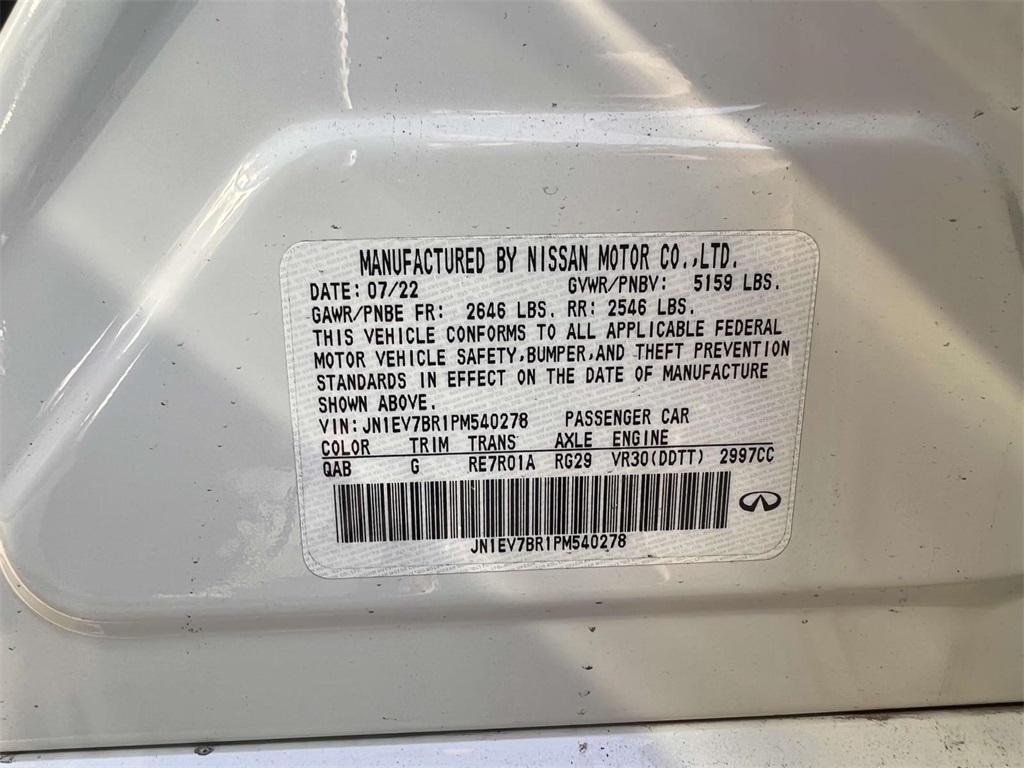 MANUFACTURED BY NISSAN MOTOR CO.,LTD.
DATE: 07/22 GVWR/PNBV: 5159 LBS.
GAWR/PNBE FR: 2646 LBS. RR: 2546 LBS.
THIS VEHICLE CONFORMS TO ALL APPLICABLE FEDERAL
MOTOR VEHICLE SAFETY,BUMPER,AND THEFT PREVENTION
STANDARDS IN EFFECT ON THE DATE OF MANUFACTURE
SHOWN ABOVE.
VIN:JN1EV7BR1PM540278 PASSENGER CAR
COLOR TRIM TRANS AXLE ENGINE
QAB G RE7R01A RG29 VR30(DDTT) 2997CC
JN1EV7BR1PM540278